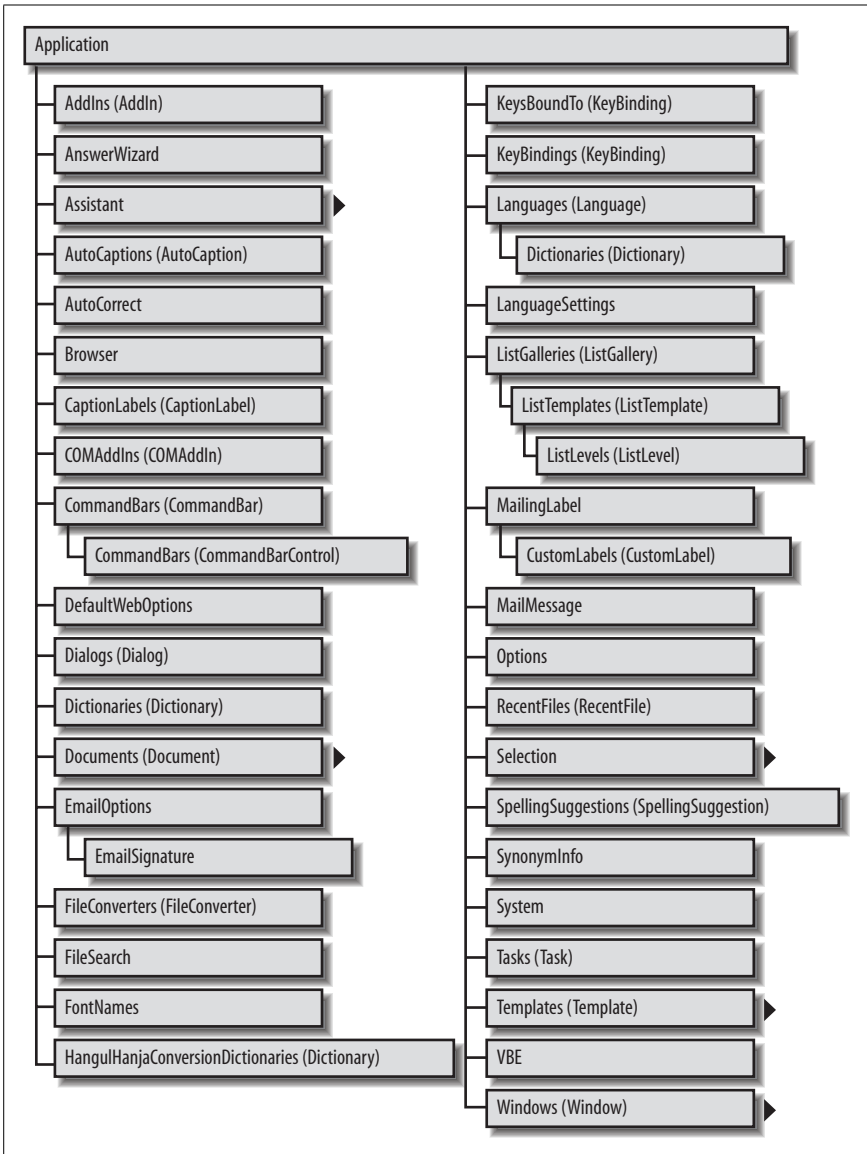 Application
AddIns (AddIn)
AnswerWizard
Assistant
AutoCaptions (AutoCaption)
AutoCorrect
Browser
CaptionLabels (CaptionLabel)
COMAddIns (COMAddIn)
CommandBars (CommandBar)
CommandBars (CommandBarControl)
DefaultWebOptions
Dialogs (Dialog)
Dictionaries (Dictionary)
Documents (Document)
EmailOptions
EmailSignature
FileConverters (FileConverter)
FileSearch
FontNames
HangulHanjaConversionDictionaries (Dictionary)
KeysBoundTo (KeyBinding)
KeyBindings (KeyBinding)
Languages (Language)
Dictionaries (Dictionary)
LanguageSettings
ListGalleries (ListGallery)
ListTemplates (ListTemplate)
ListLevels (ListLevel)
MailingLabel
CustomLabels (CustomLabel)
MailMessage
Options
RecentFiles (RecentFile)
Selection
SpellingSuggestions (SpellingSuggestion)
SynonymInfo
System
Tasks (Task)
Templates (Template)
VBE
Windows (Window)